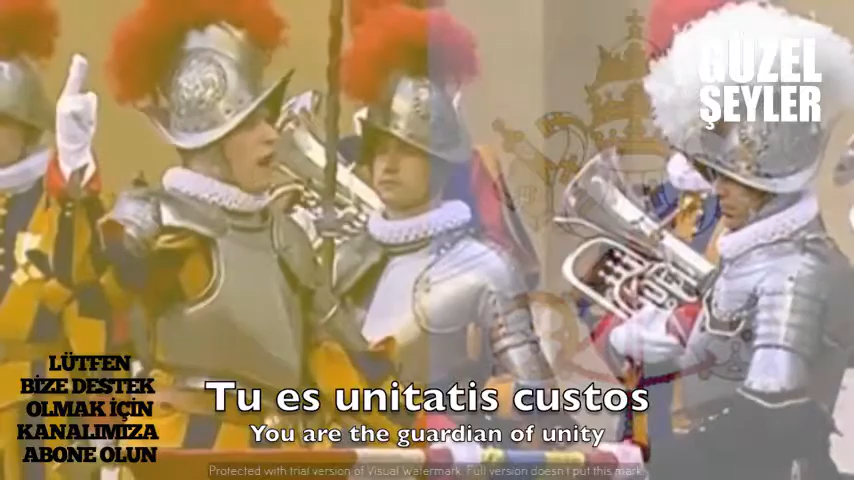 GÜZEL
ŞEYLER
LÜTFEN
BİZE DESTEK
OLMAK İÇİN
KANALIMIZA
ABONE OLUN
Tu es unitatis custos
You are the guardian of unity
Protected with trial version of Visual Watermark. Full version doesn't put this mark.